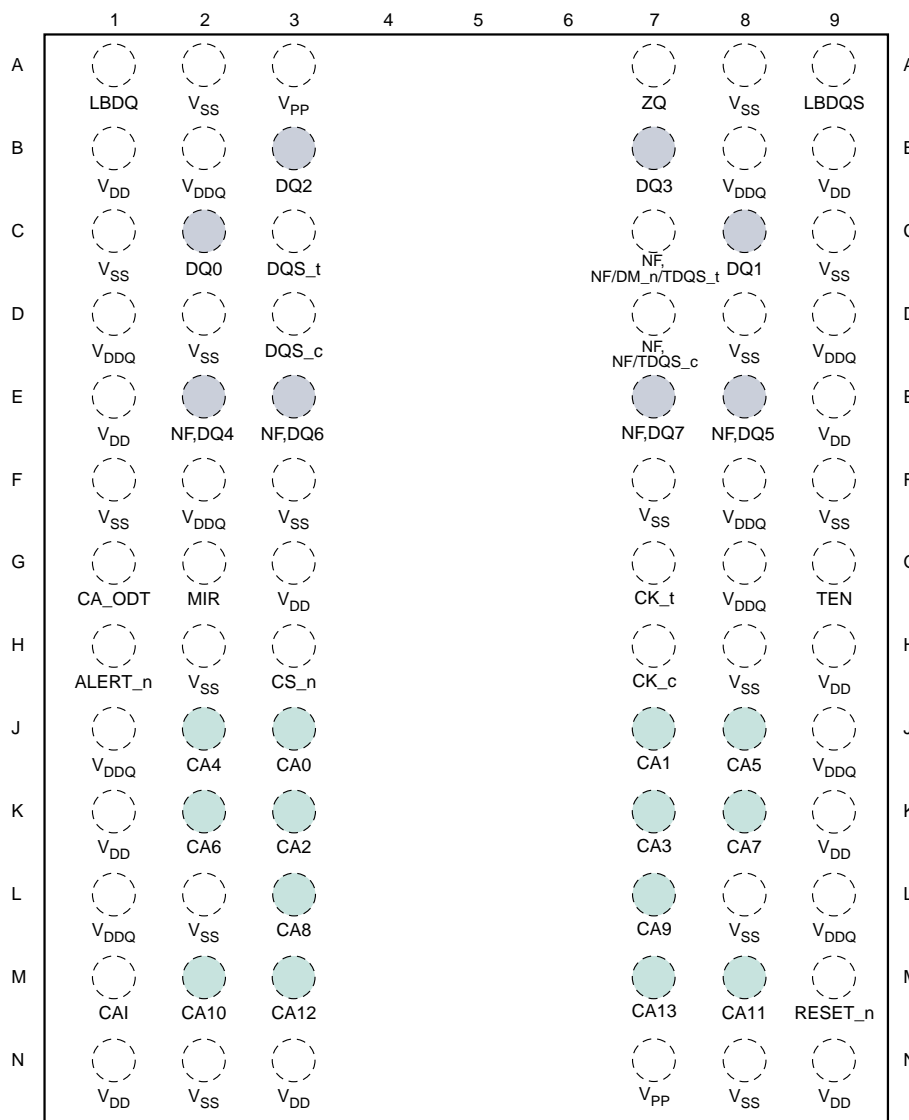 1 2 3 4 5 6 7 8 9
A A
LBDQ VSS VPP ZQ VSS LBDQS
B B
VDD VDDQ DQ2 DQ3 VDDQ VDD
C C
VSS DQ0 DQS_t NF, NF/DM_n/TDQS_t DQ1 VSS
D D
VDDQ VSS DQS_c NF, NF/TDQS_c VSS VDDQ
E E
VDD NF,DQ4 NF,DQ6 NF,DQ7 NF,DQ5 VDD
F F
VSS VDDQ VSS VSS VDDQ VSS
G G
CA_ODT MIR VDD CK_t VDDQ TEN
H H
ALERT_n VSS CS_n CK_c VSS VDD
J J
VDDQ CA4 CA0 CA1 CA5 VDDQ
K K
VDD CA6 CA2 CA3 CA7 VDD
L L
VDDQ VSS CA8 CA9 VSS VDDQ
M M
CAI CA10 CA12 CA13 CA11 RESET_n
N N
VDD VSS VDD VPP VSS VDD